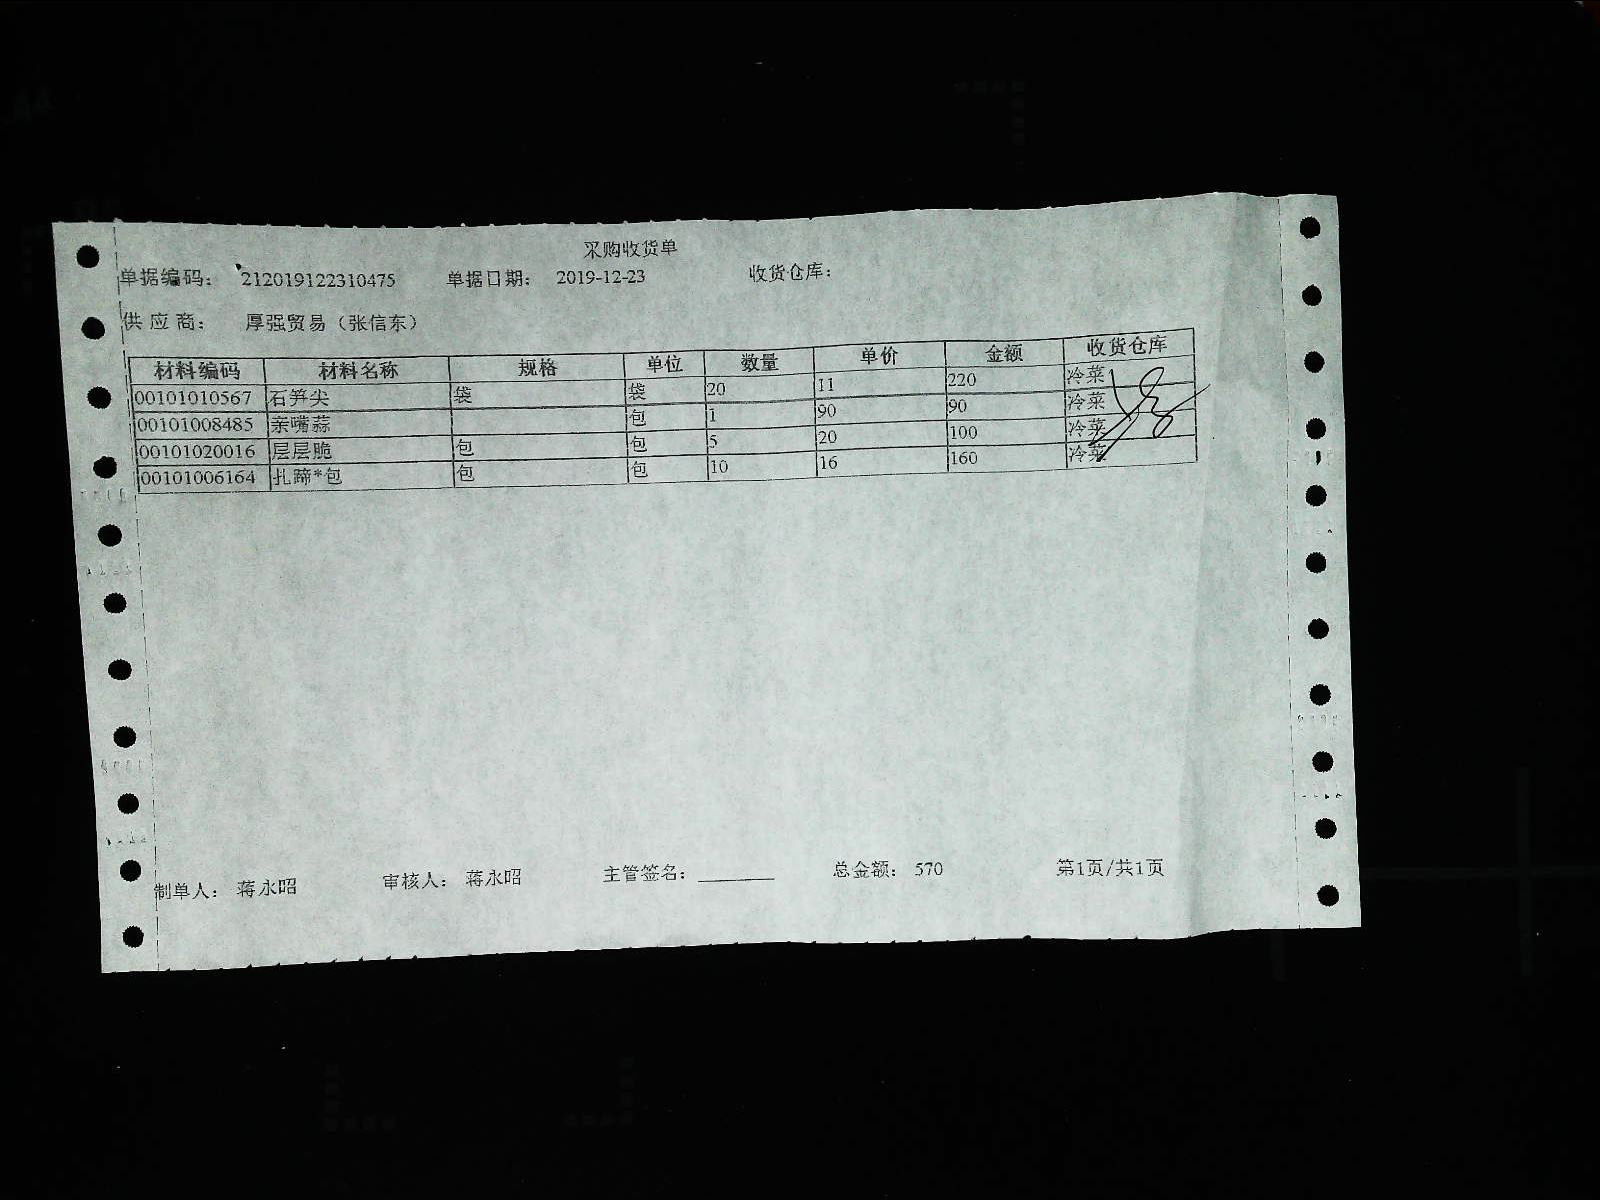 采购收货单
单据编码： 212019122310475 单据日期： 2019-12-23 收货仓库：
供应商： 厚强贸易（张信东）
材料编码 材料名称 规格 单位 数量 单价 金额 收货仓库
00101010567 石笋尖 袋 袋 20 11 220 冷菜
00101008485 亲嘴蒜 包 1 90 90 冷菜
00101020016 层层脆 包 包 5 20 100 冷菜
00101006164 扎蹄*包 包 包 10 16 160 冷菜
制单人： 蒋永昭 审核人： 蒋永昭 主管签名：________ 总金额： 570 第1页/共1页